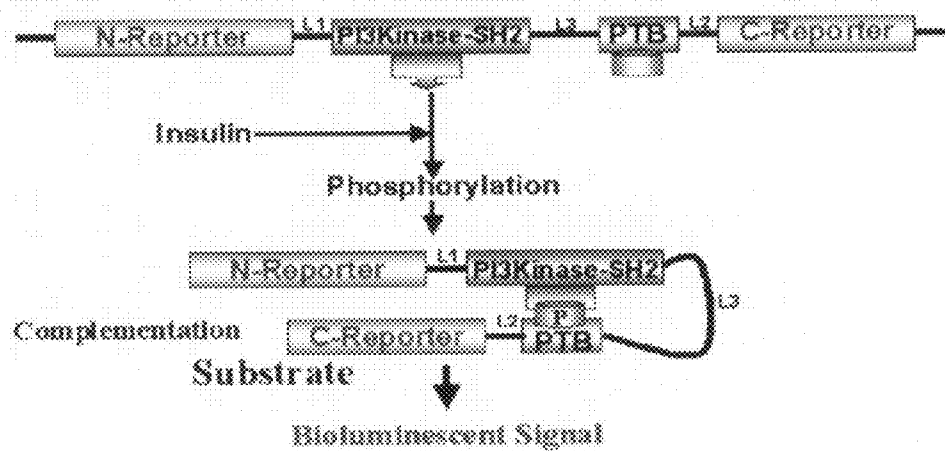 N-Reporter L1 PI3Kinase-SH2 L3 PTB L2 C-Reporter
Insulin
Phosphorylation
N-Reporter L1 PI3Kinase-SH2
L3
P
Complementation C-Reporter L2 PTB
Substrate
Bioluminescent Signal